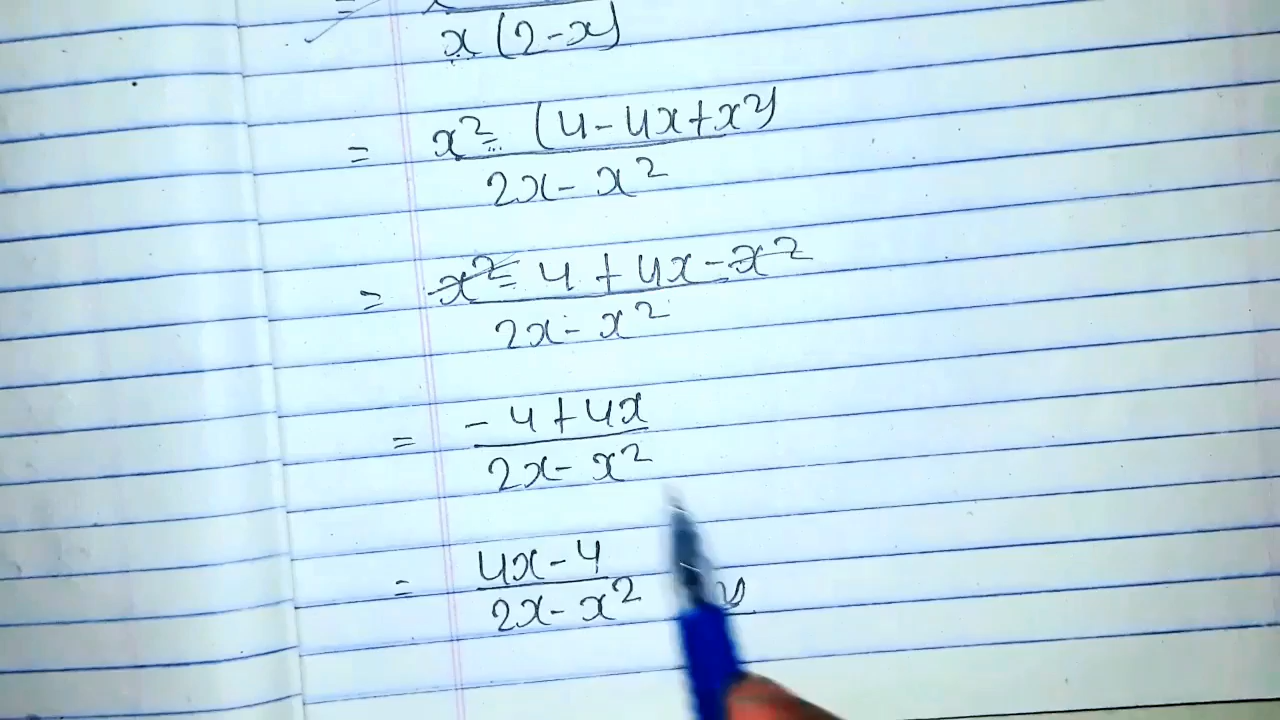 =
x(2-x)
= x² - (4-4x+x²)
2x - x²
= x² - 4 + 4x - x²
2x - x²
= -4 + 4x
2x - x²
= 4x - 4
2x - x²